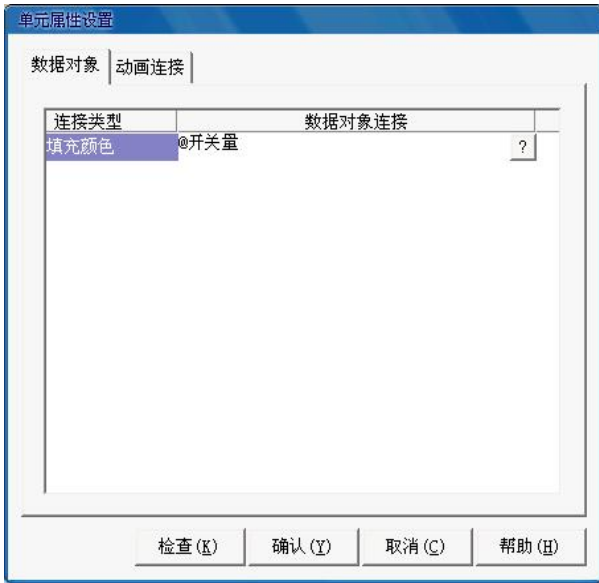 单元属性设置
数据对象 动画连接
连接类型 数据对象连接
填充颜色 @开关量 ?
检查(K) 确认(Y) 取消(C) 帮助(H)